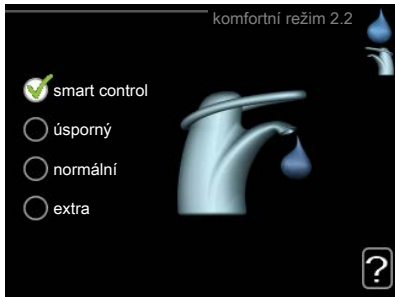 komfortní režim 2.2
smart control
úsporný
normální
extra
?